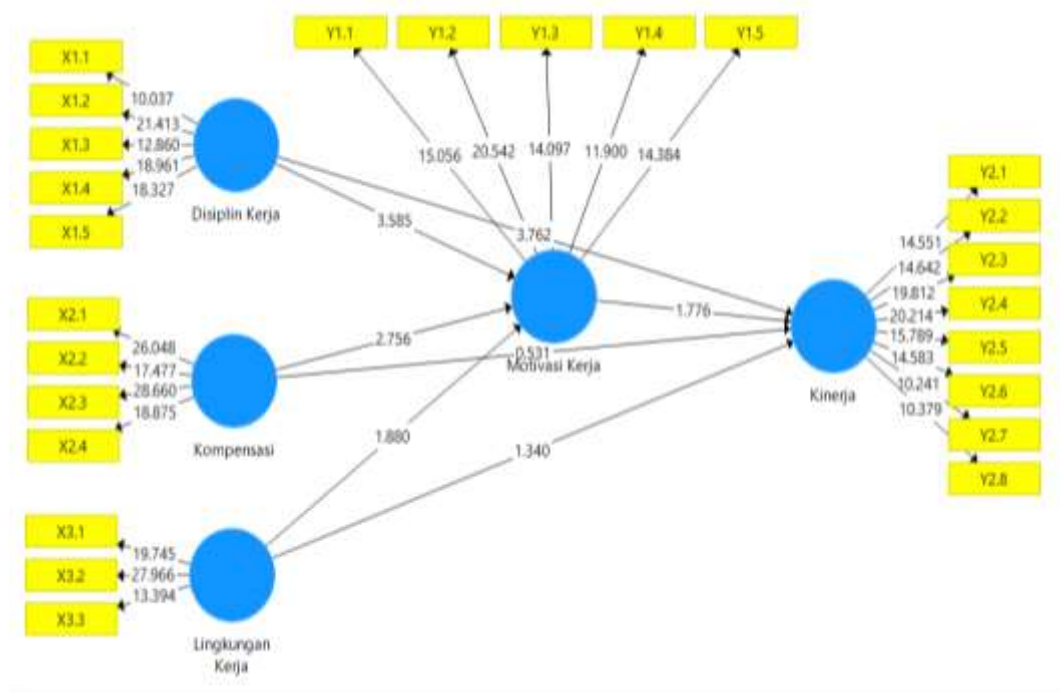 Y1.1
Y1.2
Y1.3
Y1.4
Y1.5
X1.1
X1.2
X1.3
X1.4
X1.5
10.037
21.413
12.860
18.961
18.327
Disiplin Kerja
15.056
20.542
14.097
11.900
14.384
3.585
3.762
X2.1
X2.2
X2.3
X2.4
26.048
17.477
28.660
18.875
Kompensasi
2.756
0.531
Motivasi Kerja
1.776
1.880
1.340
X3.1
X3.2
X3.3
19.745
27.966
13.394
Lingkungan
Kerja
Kinerja
14.551
14.642
19.812
20.214
15.789
14.583
10.241
10.379
Y2.1
Y2.2
Y2.3
Y2.4
Y2.5
Y2.6
Y2.7
Y2.8